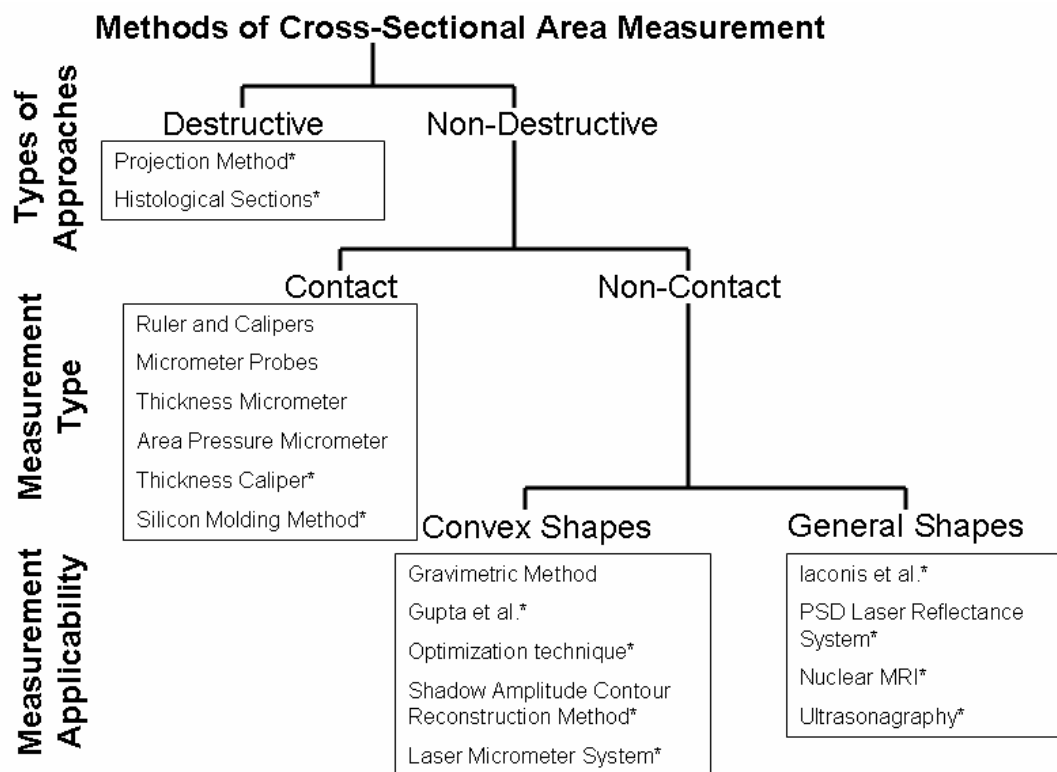 Methods of Cross-Sectional Area Measurement
Types of
Approaches
Destructive
Non-Destructive
Projection Method*
Histological Sections*
Measurement
Type
Contact
Non-Contact
Ruler and Calipers
Micrometer Probes
Thickness Micrometer
Area Pressure Micrometer
Thickness Caliper*
Silicon Molding Method*
Measurement
Applicability
Convex Shapes
General Shapes
Gravimetric Method
Gupta et al.*
Optimization technique*
Shadow Amplitude Contour
Reconstruction Method*
Laser Micrometer System*
Iaconis et al.*
PSD Laser Reflectance
System*
Nuclear MRI*
Ultrasonagraphy*